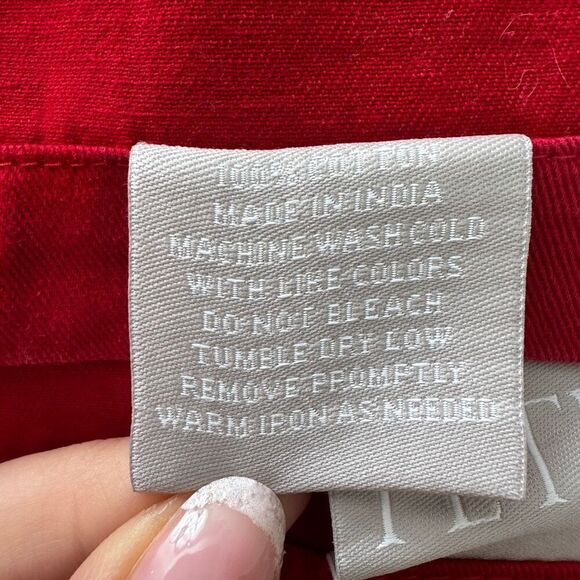 100% COTTON
MADE IN INDIA
MACHINE WASH COLD
WITH LIKE COLORS
DO NOT BLEACH
TUMBLE DRY LOW
REMOVE PROMPTLY
WARM IRON AS NEEDED